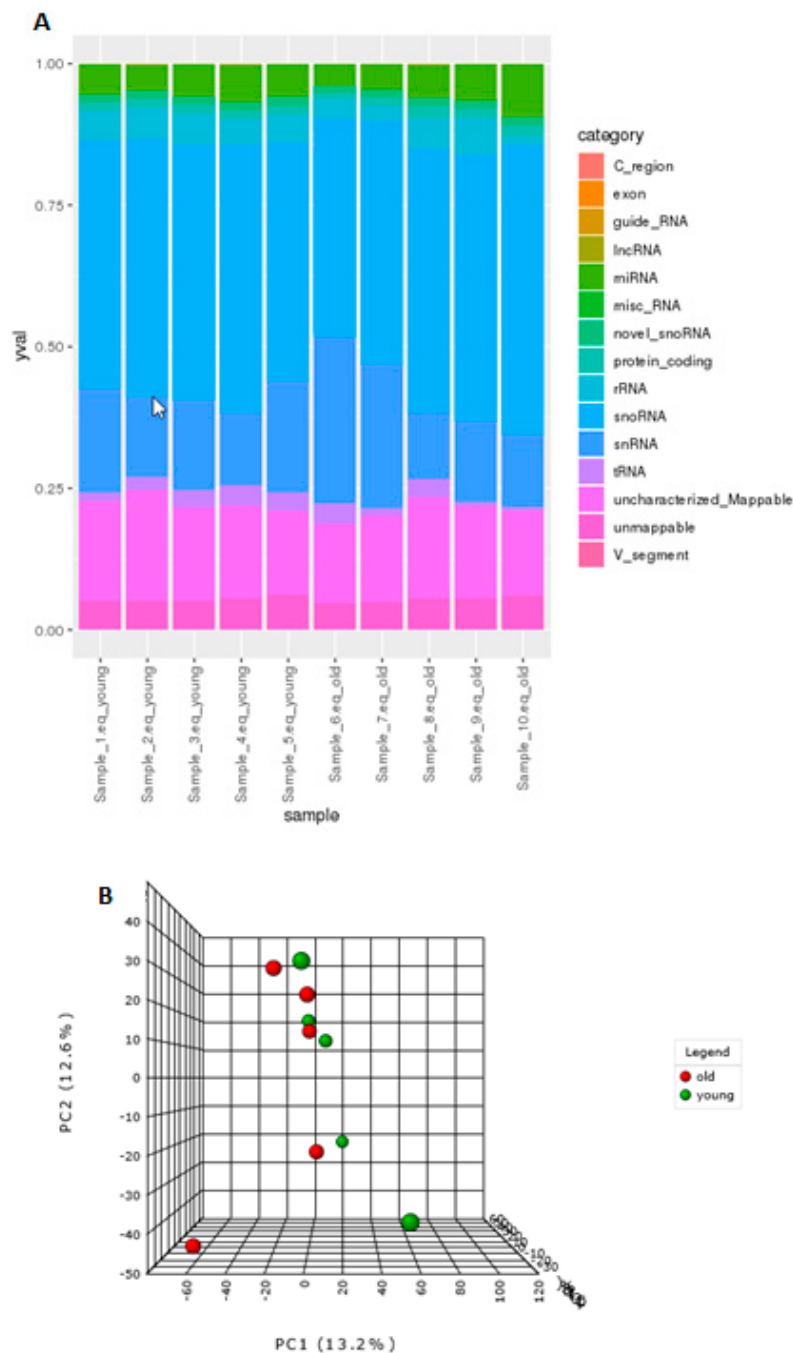 A
1.00
0.75
0.50
0.25
0.00
yval
Sample_1.eq_young
Sample_2.eq_young
Sample_3.eq_young
Sample_4.eq_young
Sample_5.eq_young
Sample_6.eq_old
Sample_7.eq_old
Sample_8.eq_old
Sample_9.eq_old
Sample_10.eq_old
sample
category
C_region
exon
guide_RNA
lncRNA
miRNA
misc_RNA
novel_snoRNA
protein_coding
rRNA
snoRNA
snRNA
tRNA
uncharacterized_Mappable
unmappable
V_segment
B
40
30
20
10
0
-10
-20
-30
-40
-50
PC2 (12.6%)
-60
-40
-20
0
20
40
60
80
100
120
PC1 (13.2%)
Legend
old
young